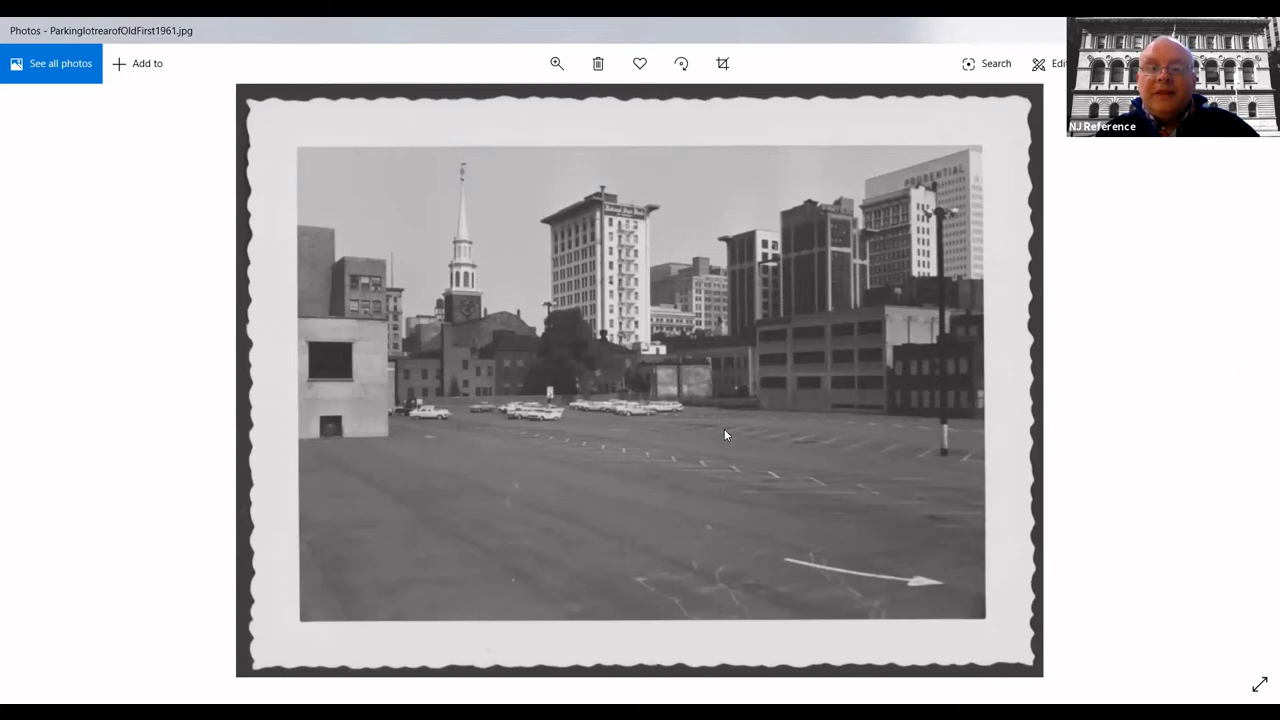 Photos - ParkinglotrearofOldFirst1961.jpg
See all photos
Add to
Search
Edi
NJ Reference
PRUDENTIAL